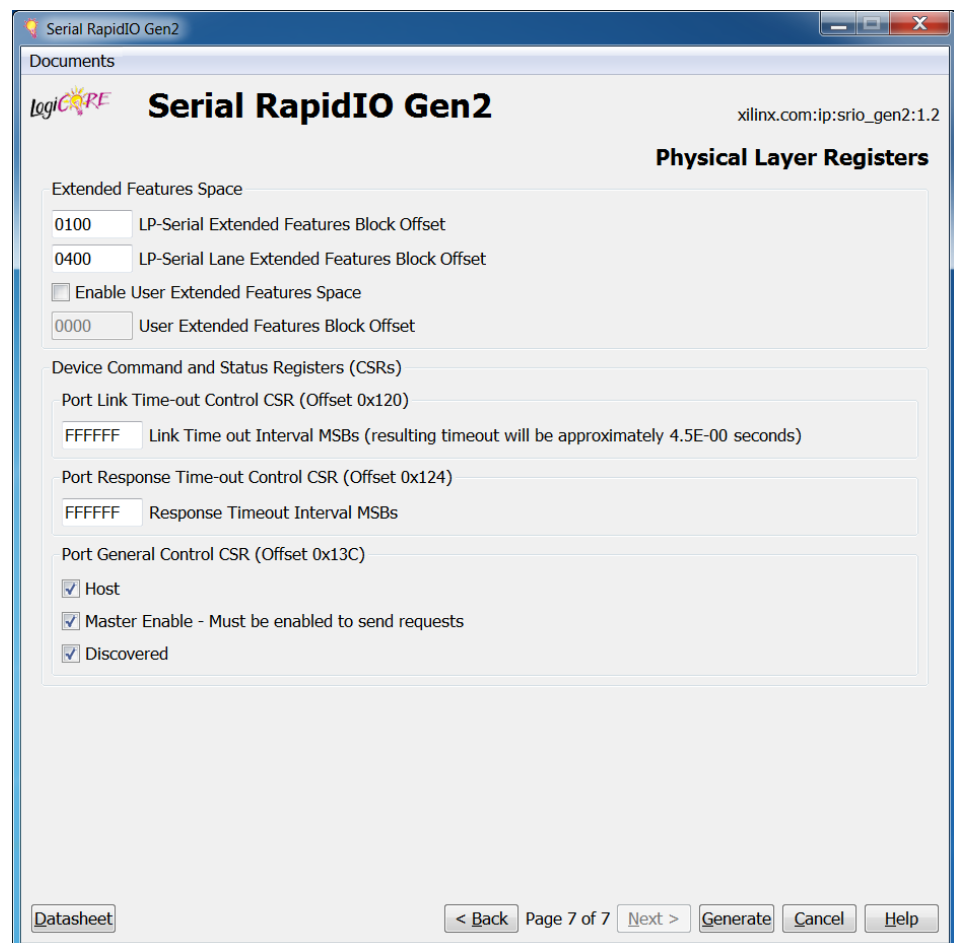 Serial RapidIO Gen2
Documents
logiCORE Serial RapidIO Gen2
xilinx.com:ip:srio_gen2:1.2
Physical Layer Registers
Extended Features Space
0100 LP-Serial Extended Features Block Offset
0400 LP-Serial Lane Extended Features Block Offset
Enable User Extended Features Space
0000 User Extended Features Block Offset
Device Command and Status Registers (CSRs)
Port Link Time-out Control CSR (Offset 0x120)
FFFFFF Link Time out Interval MSBs (resulting timeout will be approximately 4.5E-00 seconds)
Port Response Time-out Control CSR (Offset 0x124)
FFFFFF Response Timeout Interval MSBs
Port General Control CSR (Offset 0x13C)
Host
Master Enable - Must be enabled to send requests
Discovered
Datasheet < Back Page 7 of 7 Next > Generate Cancel Help